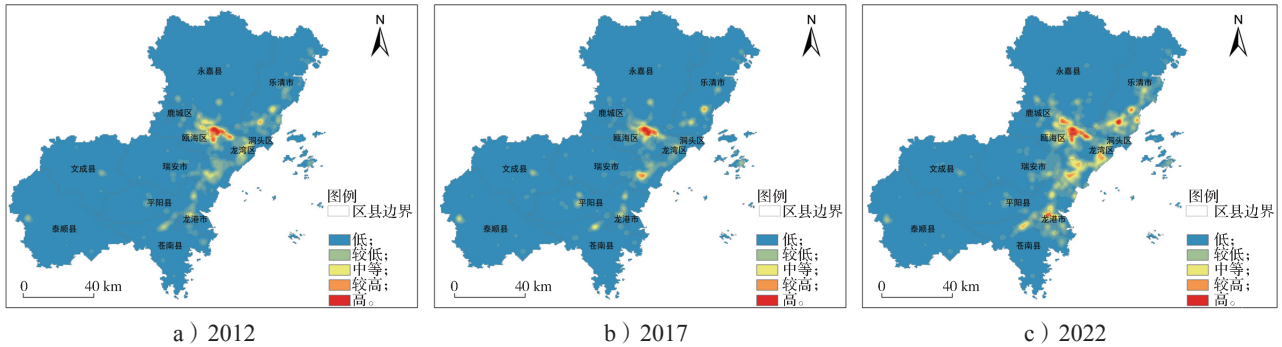 N
永嘉县
乐清市
鹿城区
瓯海区
洞头区
龙湾区
文成县
瑞安市
平阳县
龙港市
泰顺县
苍南县
图例
区县边界
低;
较低;
中等;
较高;
高。
0 40 km
a）2012
N
永嘉县
乐清市
鹿城区
瓯海区
洞头区
龙湾区
文成县
瑞安市
平阳县
龙港市
泰顺县
苍南县
图例
区县边界
低;
较低;
中等;
较高;
高。
0 40 km
b）2017
N
永嘉县
乐清市
鹿城区
瓯海区
洞头区
龙湾区
文成县
瑞安市
平阳县
龙港市
泰顺县
苍南县
图例
区县边界
低;
较低;
中等;
较高;
高。
0 40 km
c）2022